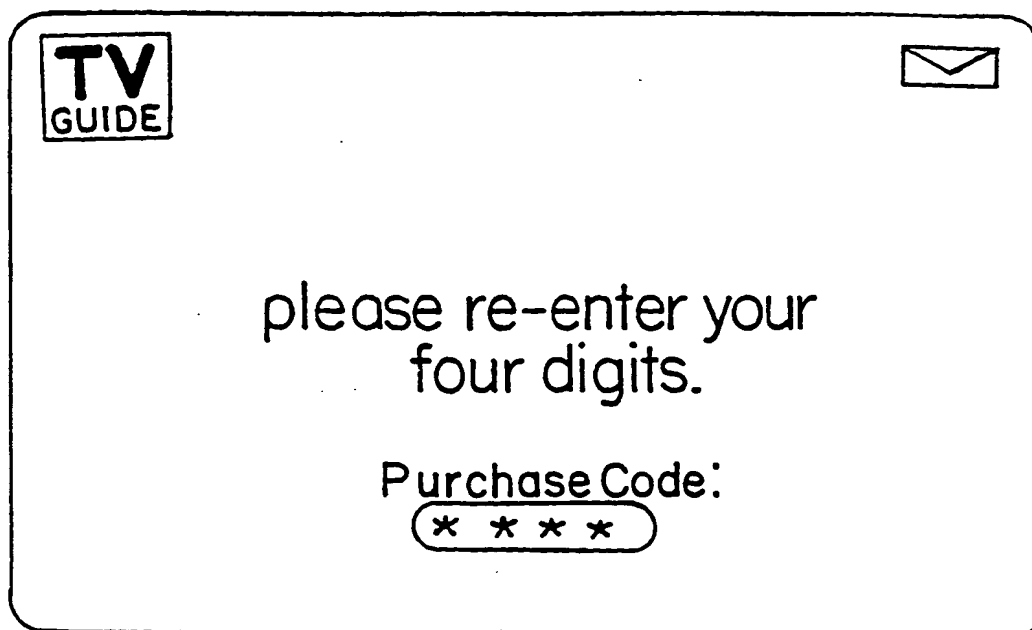 TV
GUIDE
please re-enter your
four digits.
Purchase Code:
* * * *